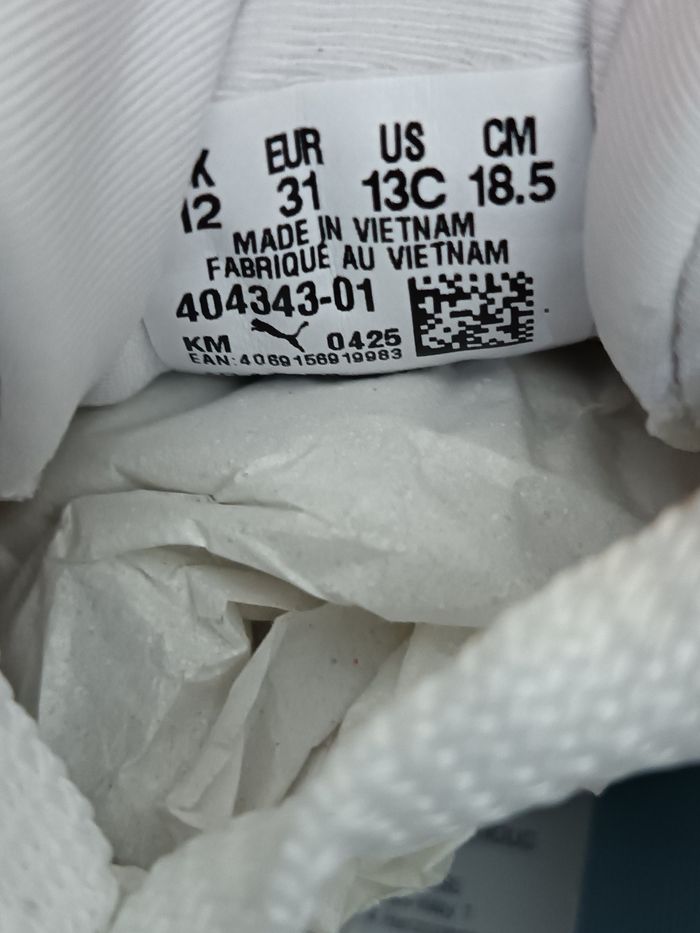 K EUR US CM
12 31 13C 18.5
MADE IN VIETNAM
FABRIQUÉ AU VIETNAM
404343-01
KM 0425
EAN:4069156919983